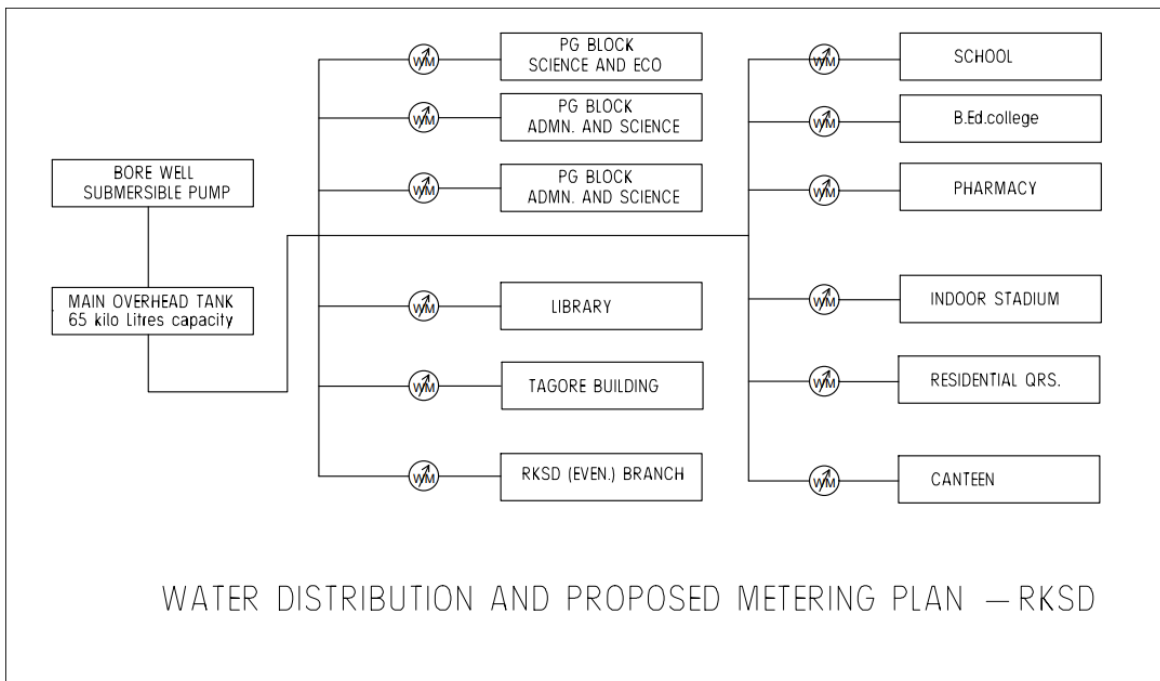 BORE WELL
SUBMERSIBLE PUMP
MAIN OVERHEAD TANK
65 kilo Litres capacity
WM
PG BLOCK
SCIENCE AND ECO
WM
PG BLOCK
ADMN. AND SCIENCE
WM
PG BLOCK
ADMN. AND SCIENCE
WM
LIBRARY
WM
TAGORE BUILDING
WM
RKSD (EVEN.) BRANCH
WM
SCHOOL
WM
B.Ed.college
WM
PHARMACY
WM
INDOOR STADIUM
WM
RESIDENTIAL QRS.
WM
CANTEEN
WATER DISTRIBUTION AND PROPOSED METERING PLAN — RKSD